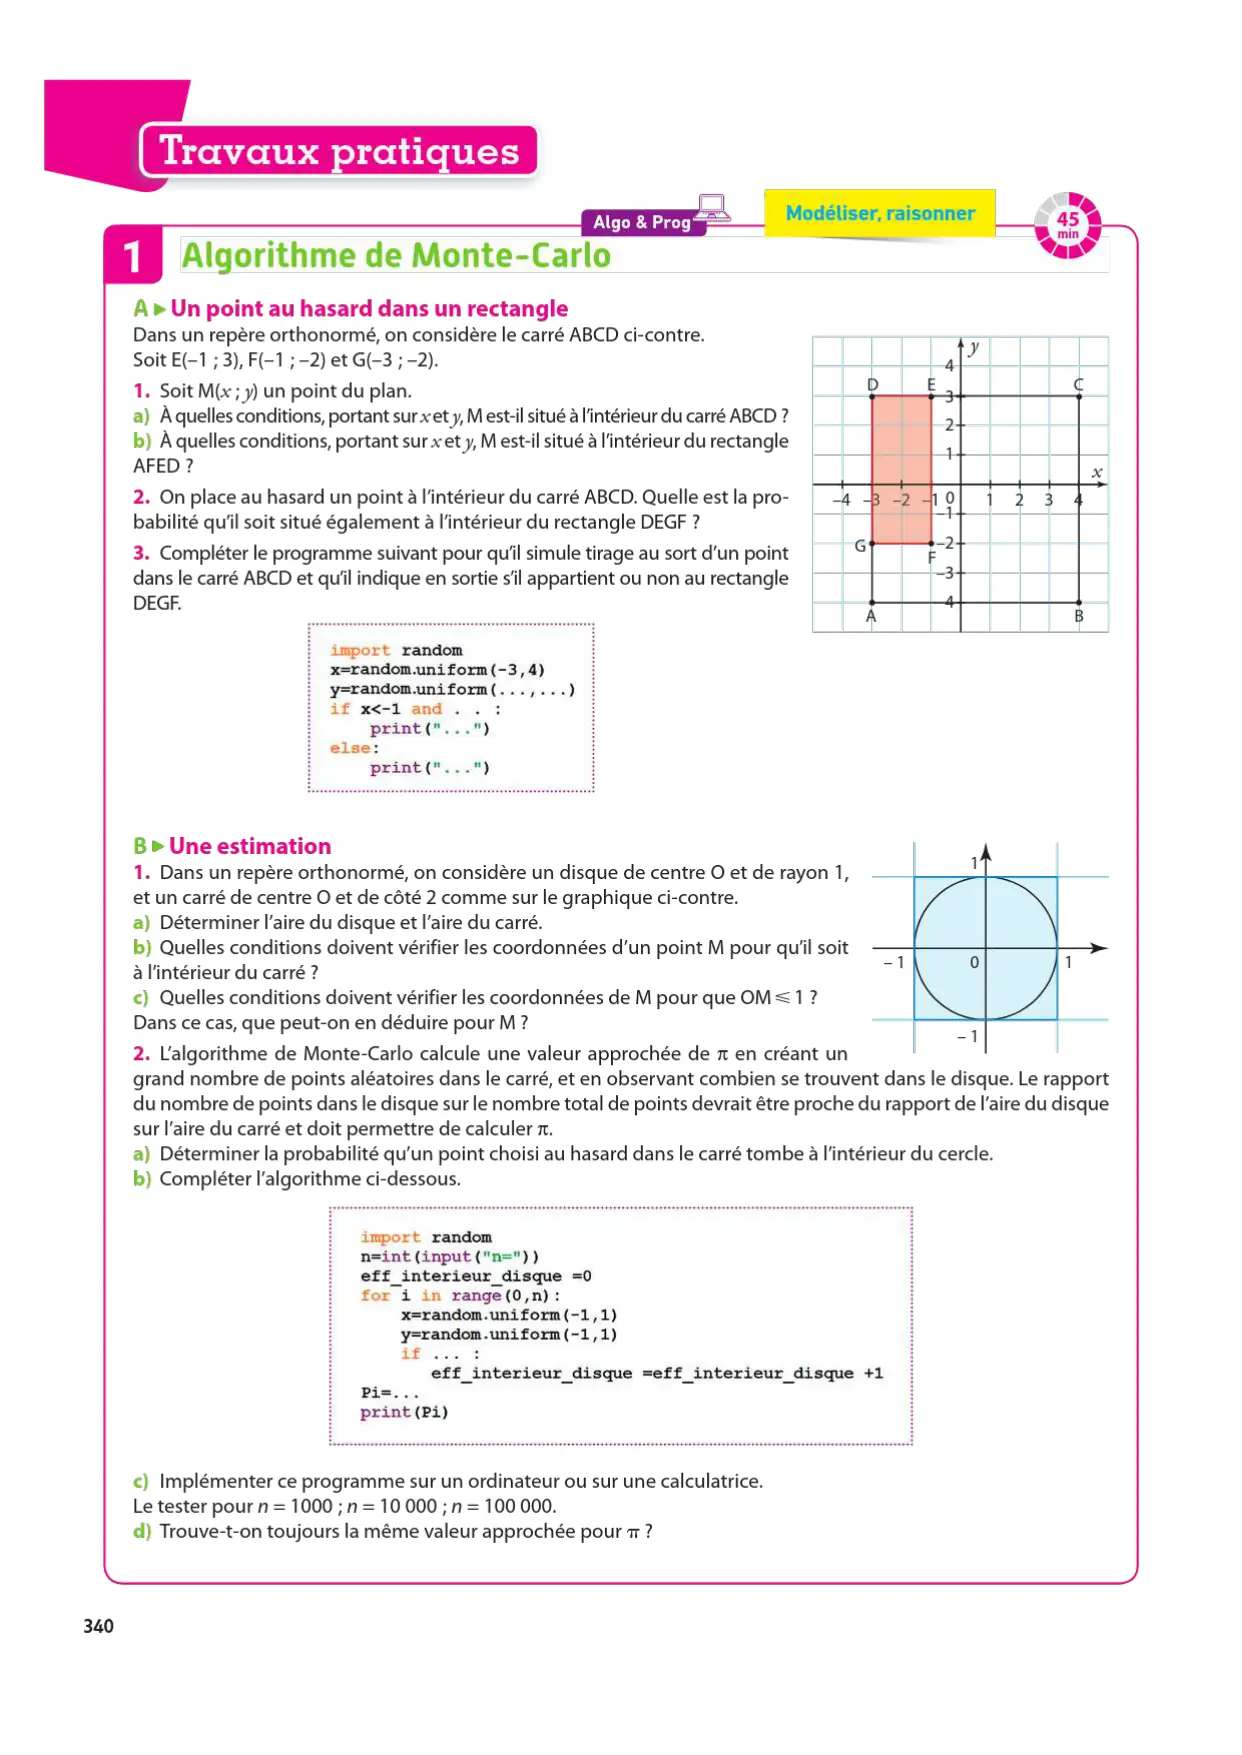 Travaux pratiques
Algo & Prog
Modéliser, raisonner
45
min
1
Algorithme de Monte-Carlo
A ▶ Un point au hasard dans un rectangle
Dans un repère orthonormé, on considère le carré ABCD ci-contre.
Soit E(–1 ; 3), F(–1 ; –2) et G(–3 ; –2).
1. Soit M(x ; y) un point du plan.
a) À quelles conditions, portant sur x et y, M est-il situé à l’intérieur du carré ABCD ?
b) À quelles conditions, portant sur x et y, M est-il situé à l’intérieur du rectangle
AFED ?
2. On place au hasard un point à l’intérieur du carré ABCD. Quelle est la pro-
babilité qu’il soit situé également à l’intérieur du rectangle DEGF ?
3. Compléter le programme suivant pour qu’il simule tirage au sort d’un point
dans le carré ABCD et qu’il indique en sortie s’il appartient ou non au rectangle
DEGF.
y
4
D E C
3
2
1
x
–4 –3 –2 –1 0 1 2 3 4
–1
G
–2
F
–3
4
A B
import random
x=random.uniform(-3,4)
y=random.uniform(...,...)
if x<-1 and . . :
print("...")
else:
print("...")
B ▶ Une estimation
1. Dans un repère orthonormé, on considère un disque de centre O et de rayon 1,
et un carré de centre O et de côté 2 comme sur le graphique ci-contre.
a) Déterminer l’aire du disque et l’aire du carré.
b) Quelles conditions doivent vérifier les coordonnées d’un point M pour qu’il soit
à l’intérieur du carré ?
c) Quelles conditions doivent vérifier les coordonnées de M pour que OM ⩽ 1 ?
Dans ce cas, que peut-on en déduire pour M ?
1
– 1 0 1
– 1
2. L’algorithme de Monte-Carlo calcule une valeur approchée de π en créant un
grand nombre de points aléatoires dans le carré, et en observant combien se trouvent dans le disque. Le rapport
du nombre de points dans le disque sur le nombre total de points devrait être proche du rapport de l’aire du disque
sur l’aire du carré et doit permettre de calculer π.
a) Déterminer la probabilité qu’un point choisi au hasard dans le carré tombe à l’intérieur du cercle.
b) Compléter l’algorithme ci-dessous.
import random
n=int(input("n="))
eff_interieur_disque =0
for i in range(0,n):
x=random.uniform(-1,1)
y=random.uniform(-1,1)
if ... :
eff_interieur_disque =eff_interieur_disque +1
Pi=...
print(Pi)
c) Implémenter ce programme sur un ordinateur ou sur une calculatrice.
Le tester pour n = 1000 ; n = 10 000 ; n = 100 000.
d) Trouve-t-on toujours la même valeur approchée pour π ?
340